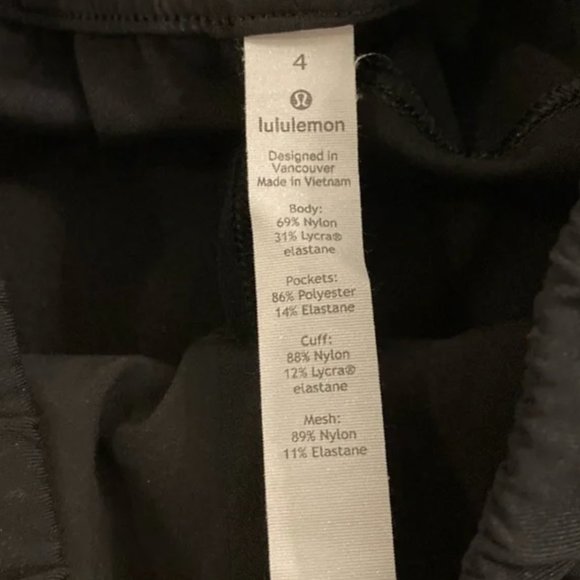 4
lululemon
Designed in
Vancouver
Made in Vietnam
Body:
69% Nylon
31% Lycra®
elastane
Pockets:
86% Polyester
14% Elastane
Cuff:
88% Nylon
12% Lycra®
elastane
Mesh:
89% Nylon
11% Elastane